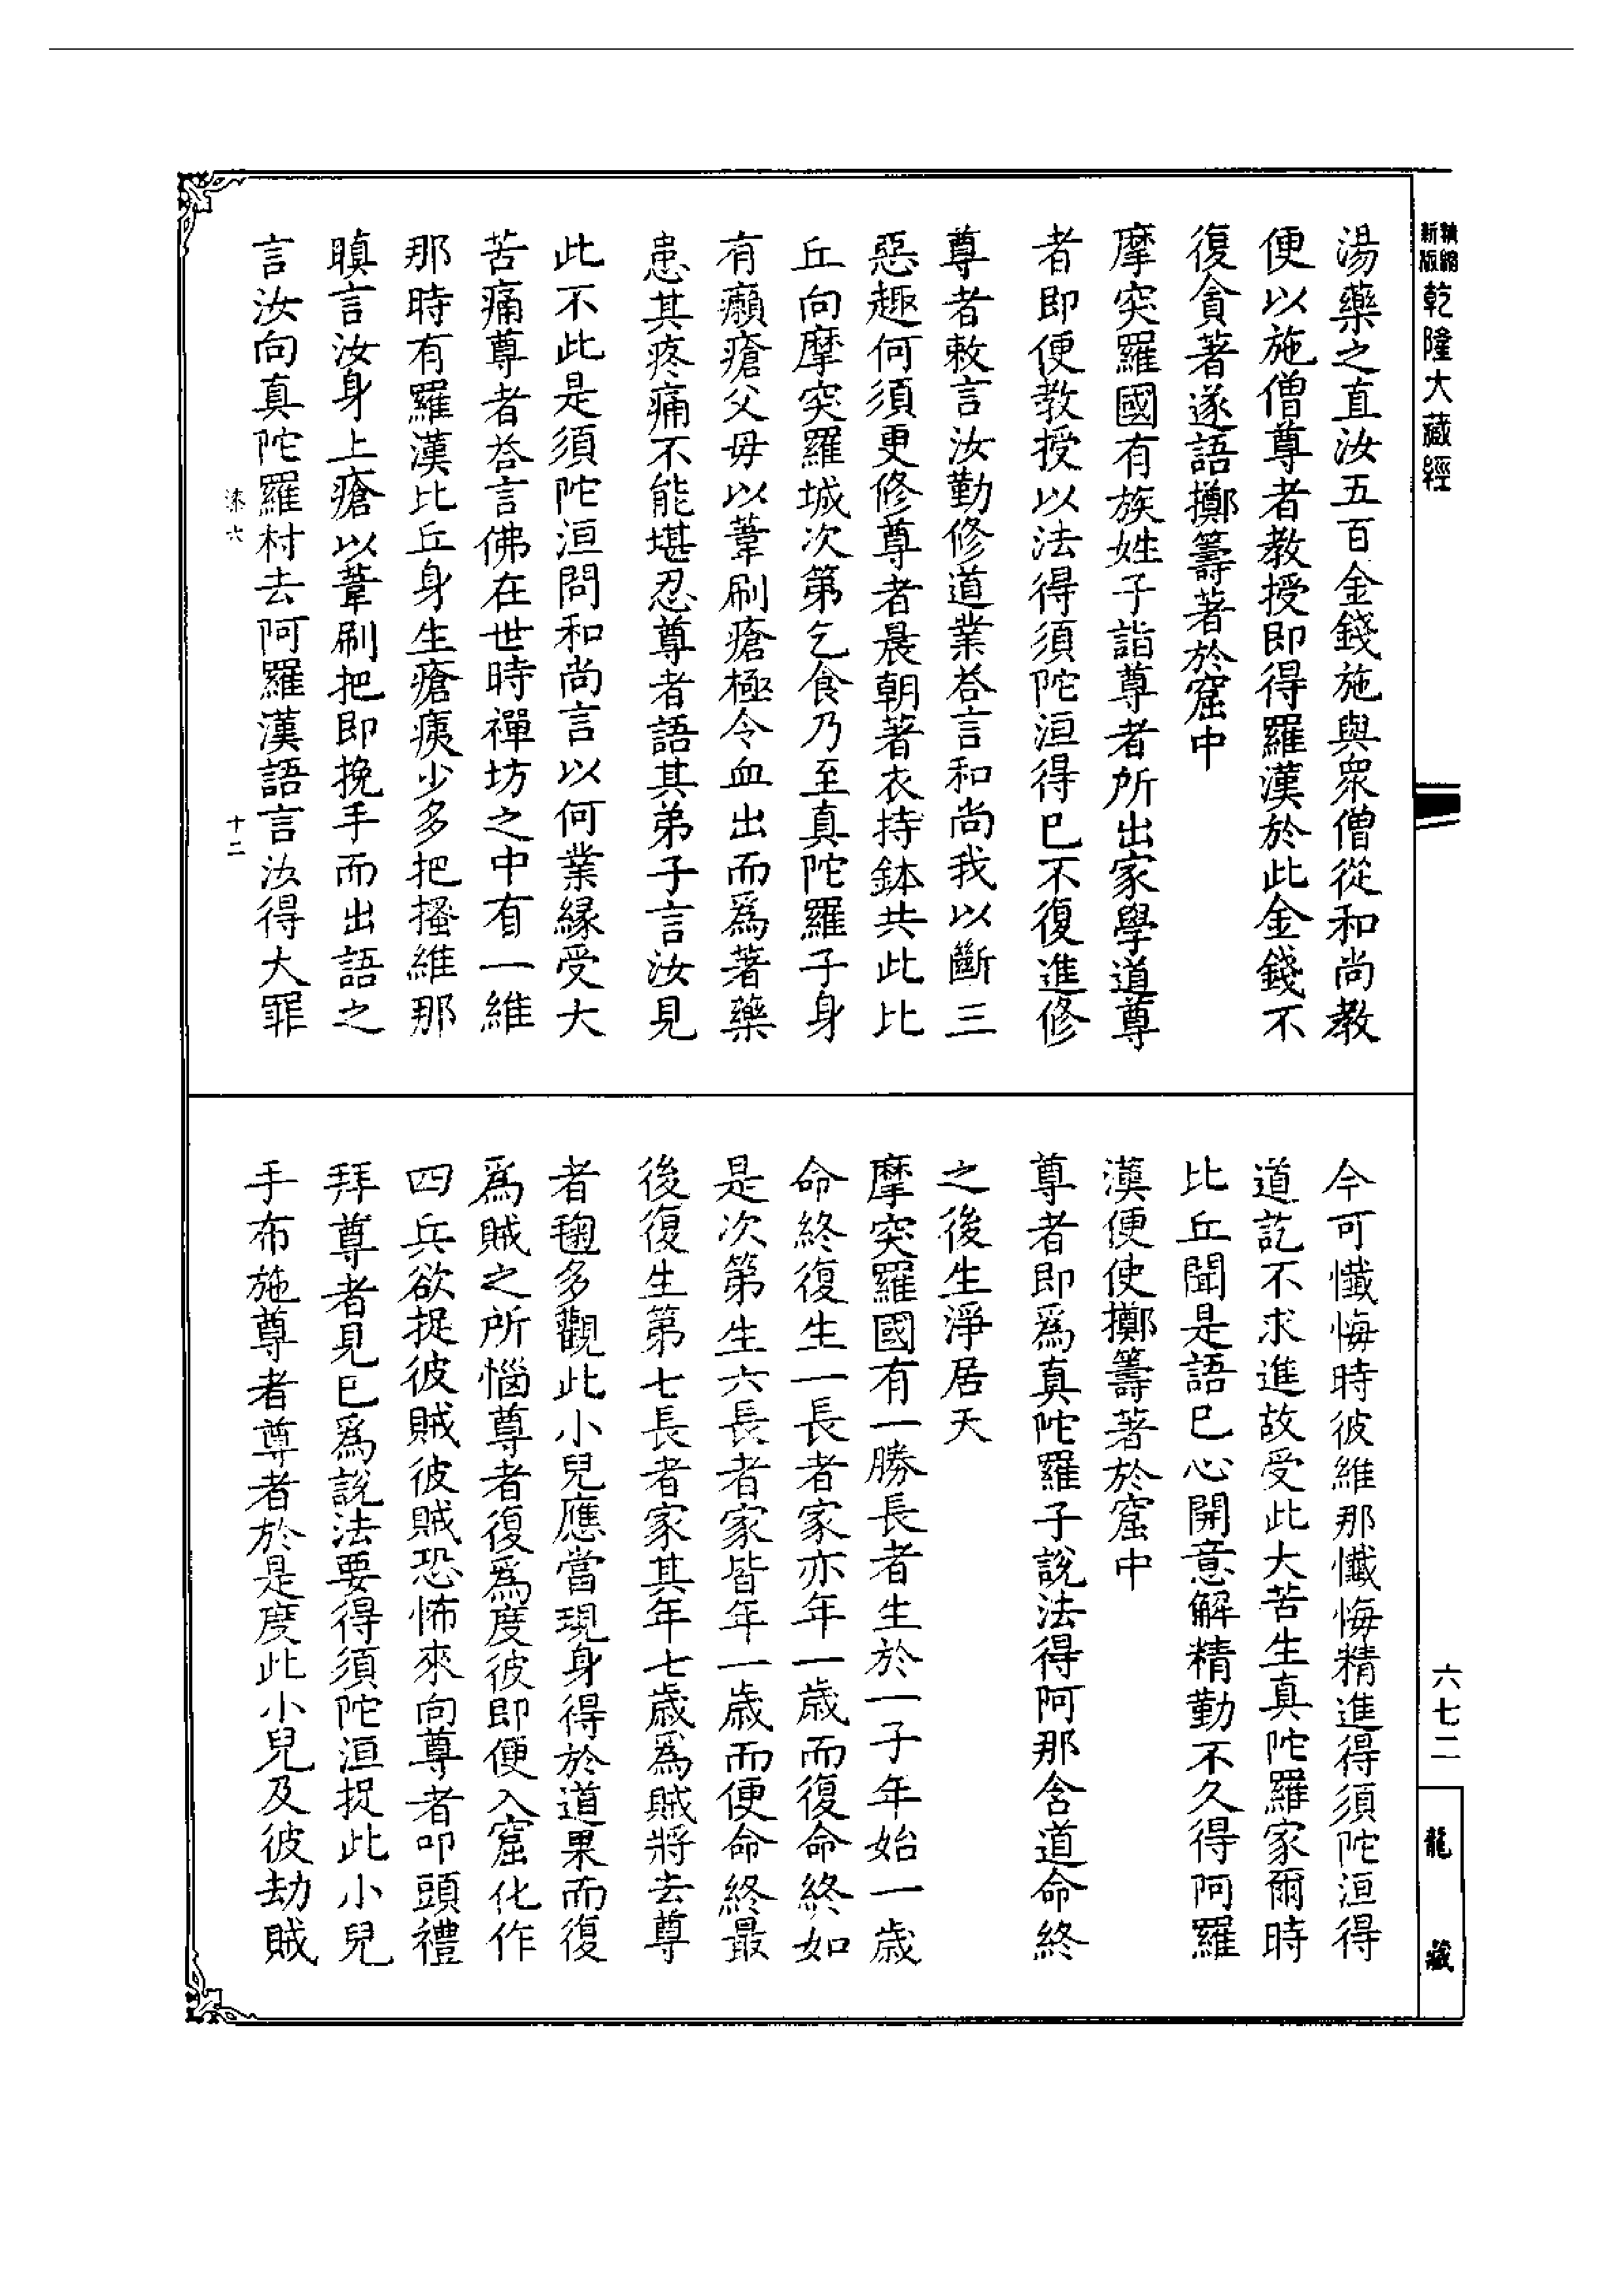 精縮新版乾隆大藏經
湯藥之直汝五百金錢施與眾僧從和尚教
便以施僧尊者教授即得羅漢於此金錢不
復貪著遂語擲籌著於窟中
摩突羅國有族姓子詣尊者所出家學道尊
者即便教授以法得須陀洹得已不復進修
尊者敕言汝勤修道業答言和尚我以斷三
惡趣何須更修尊者晨朝著衣持鉢共此比
丘向摩突羅城次第乞食乃至真陀羅子身
有癩瘡父母以葦刷瘡極令血出而為著藥
患其疼痛不能堪忍尊者語其弟子言汝見
此不此是須陀洹問和尚言以何業緣受大
苦痛尊者答言佛在世時禪坊之中有一維
那時有羅漢比丘身生瘡痍少多把搔維那
瞋言汝身上瘡以葦刷把即挽手而出語之
言汝向真陀羅村去阿羅漢語言汝得大罪
六 十二
今可懺悔時彼維那懺悔精進得須陀洹得
道訖不求進故受此大苦生真陀羅家爾時
比丘聞是語已心開意解精勤不久得阿羅
漢便使擲籌著於窟中
尊者即爲真陀羅子說法得阿那含道命終
之後生淨居天
摩突羅國有一勝長者生於一子年始一歲
命終復生一長者家亦年一歲而復命終如
是次第生六長者家皆年一歲而便命終最
後復生第七長者家其年七歲爲賊將去尊
者毱多觀此小兒應當現身得於道果而復
爲賊之所惱尊者復爲度彼即便入窟化作
四兵欲捉彼賊彼賊恐怖來向尊者叩頭禮
拜尊者見已爲說法要得須陀洹捉此小兒
手布施尊者尊者於是度此小兒及彼劫賊
六七二
龍藏